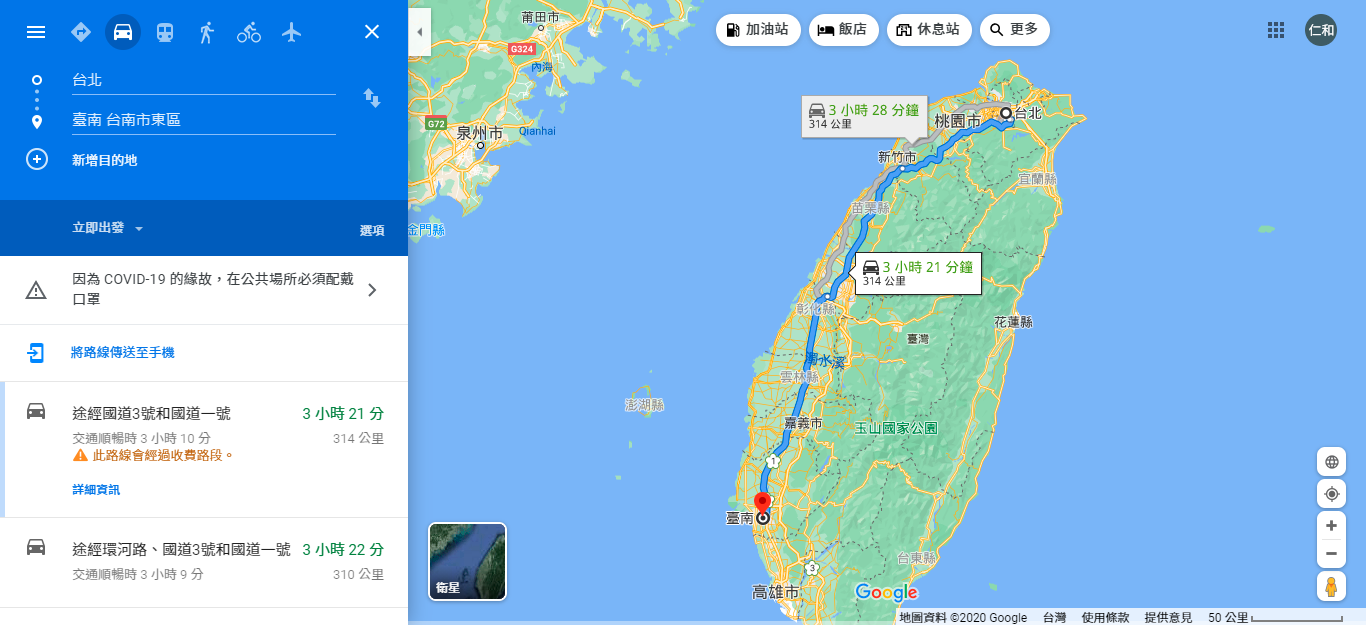 台北
臺南 台南市東區
新增目的地
立即出發
選項
因為 COVID-19 的緣故，在公共場所必須配戴
口罩
將路線傳送至手機
途經國道3號和國道一號
3 小時 21 分
交通順暢時 3 小時 10 分
314 公里
此路線會經過收費路段。
詳細資訊
途經環河路、國道3號和國道一號
3 小時 22 分
交通順暢時 3 小時 9 分
310 公里
加油站
飯店
休息站
更多
仁和
莆田市
G324
內海
G72
泉州市
Qianhai
金門縣
3 小時 28 分鐘
314 公里
桃園市
台北
新竹市
宜蘭縣
苗栗縣
3 小時 21 分鐘
314 公里
彰化縣
花蓮縣
臺灣
濁水溪
雲林縣
澎湖縣
嘉義市
玉山國家公園
1
臺南
台東縣
3
高雄市
衛星
Google
地圖資料 ©2020 Google
台灣
使用條款
提供意見
50 公里